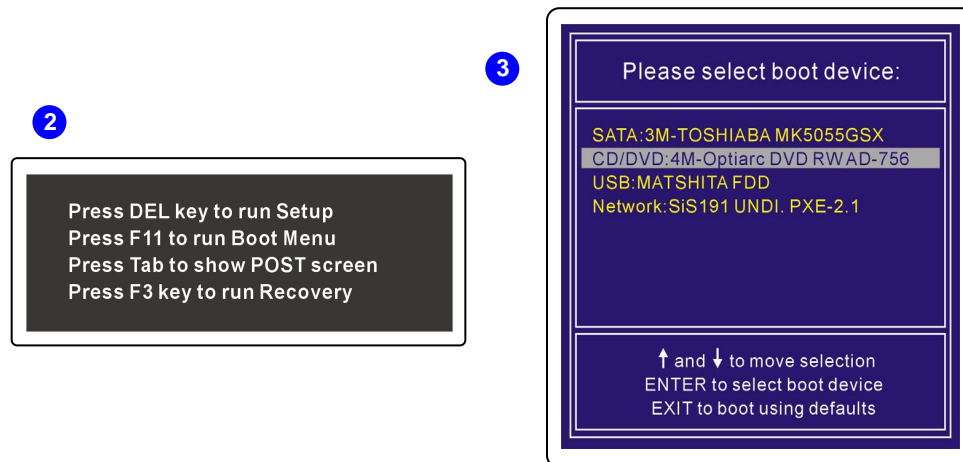 2
Press DEL key to run Setup
Press F11 to run Boot Menu
Press Tab to show POST screen
Press F3 key to run Recovery
3
Please select boot device:
SATA:3M-TOSHIABA MK5055GSX
CD/DVD:4M-Optiarc DVD RW AD-756
USB:MATSHITA FDD
Network:SiS191 UNDI. PXE-2.1
↑ and ↓ to move selection
ENTER to select boot device
EXIT to boot using defaults